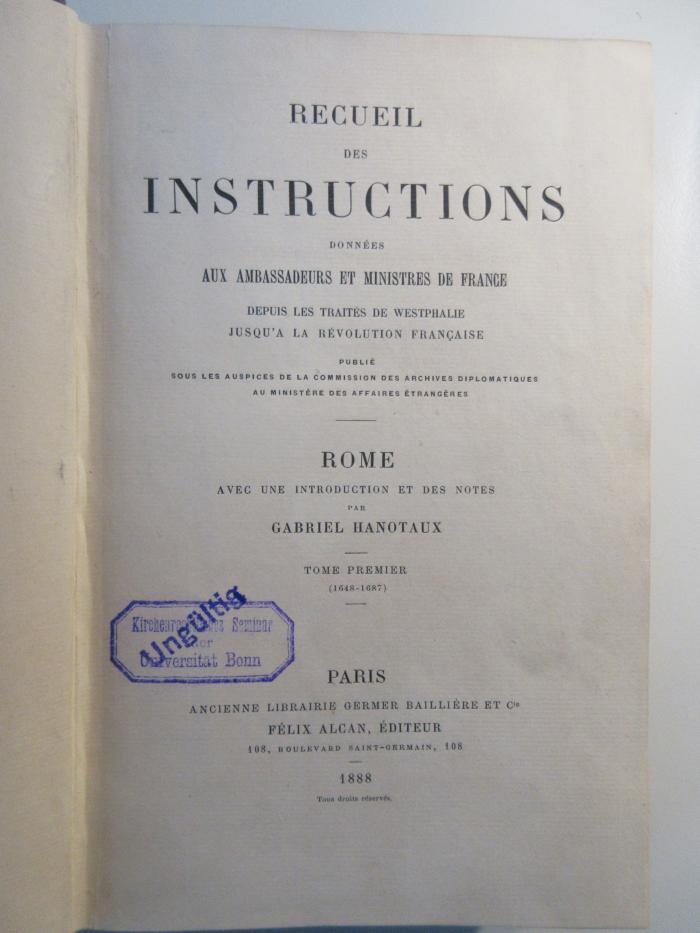 RECUEIL
DES
INSTRUCTIONS
DONNÉES
AUX AMBASSADEURS ET MINISTRES DE FRANCE
DEPUIS LES TRAITÉS DE WESTPHALIE
JUSQU'A LA RÉVOLUTION FRANÇAISE
PUBLIÉ
SOUS LES AUSPICES DE LA COMMISSION DES ARCHIVES DIPLOMATIQUES
AU MINISTÈRE DES AFFAIRES ÉTRANGÈRES
ROME
AVEC UNE INTRODUCTION ET DES NOTES
PAR
GABRIEL HANOTAUX
TOME PREMIER
(1648-1687)
Ungültig
Seminar
der
Universität Bonn
PARIS
ANCIENNE LIBRAIRIE GERMER BAILLIÈRE ET Cie
FÉLIX ALCAN, ÉDITEUR
108, BOULEVARD SAINT-GERMAIN, 108
1888
Tous droits réservés.